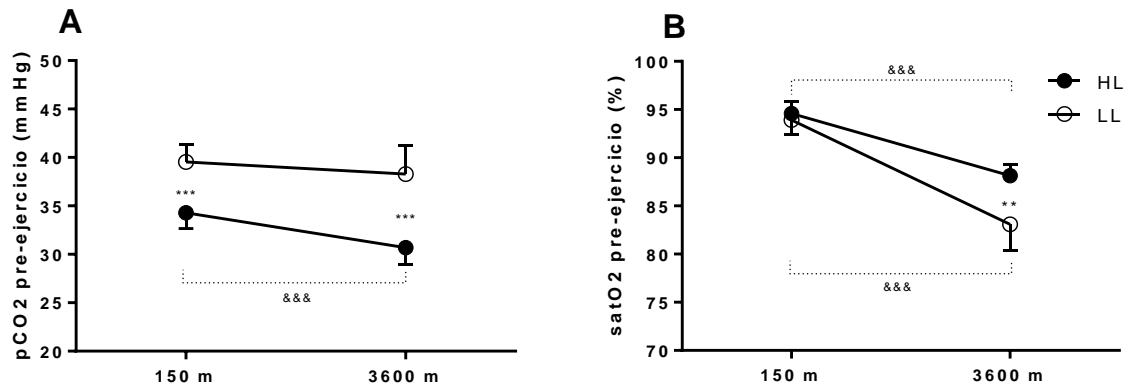 A
pCO2 pre-ejercicio (mmHg)
50
45
40
35
30
25
20
***
***
&&&
150 m
3600 m
B
satO2 pre-ejercicio (%)
100
95
90
85
80
75
70
&&&
**
&&&
150 m
3600 m
HL
LL